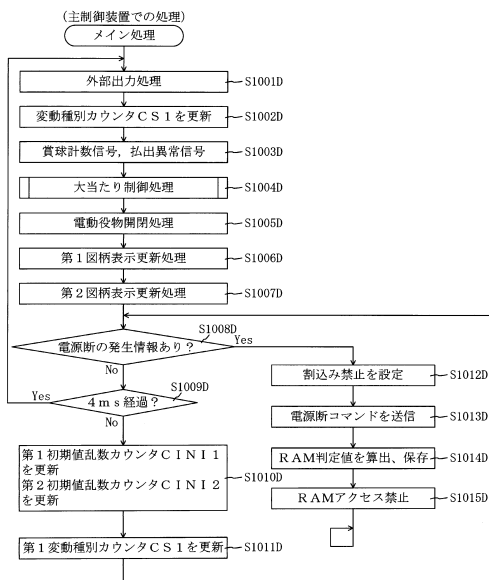 (主制御装置での処理)
メイン処理
外部出力処理
S1001D
変動種別カウンタCS1を更新
S1002D
賞球計数信号,払出異常信号
S1003D
大当たり制御処理
S1004D
電動役物開閉処理
S1005D
第1図柄表示更新処理
S1006D
第2図柄表示更新処理
S1007D
S1008D
電源断の発生情報あり?
Yes
No
S1009D
Yes
4ms経過?
No
第1初期値乱数カウンタCINI1
を更新
第2初期値乱数カウンタCINI2
を更新
S1010D
第1変動種別カウンタCS1を更新
S1011D
割込み禁止を設定
S1012D
電源断コマンドを送信
S1013D
RAM判定値を算出、保存
S1014D
RAMアクセス禁止
S1015D